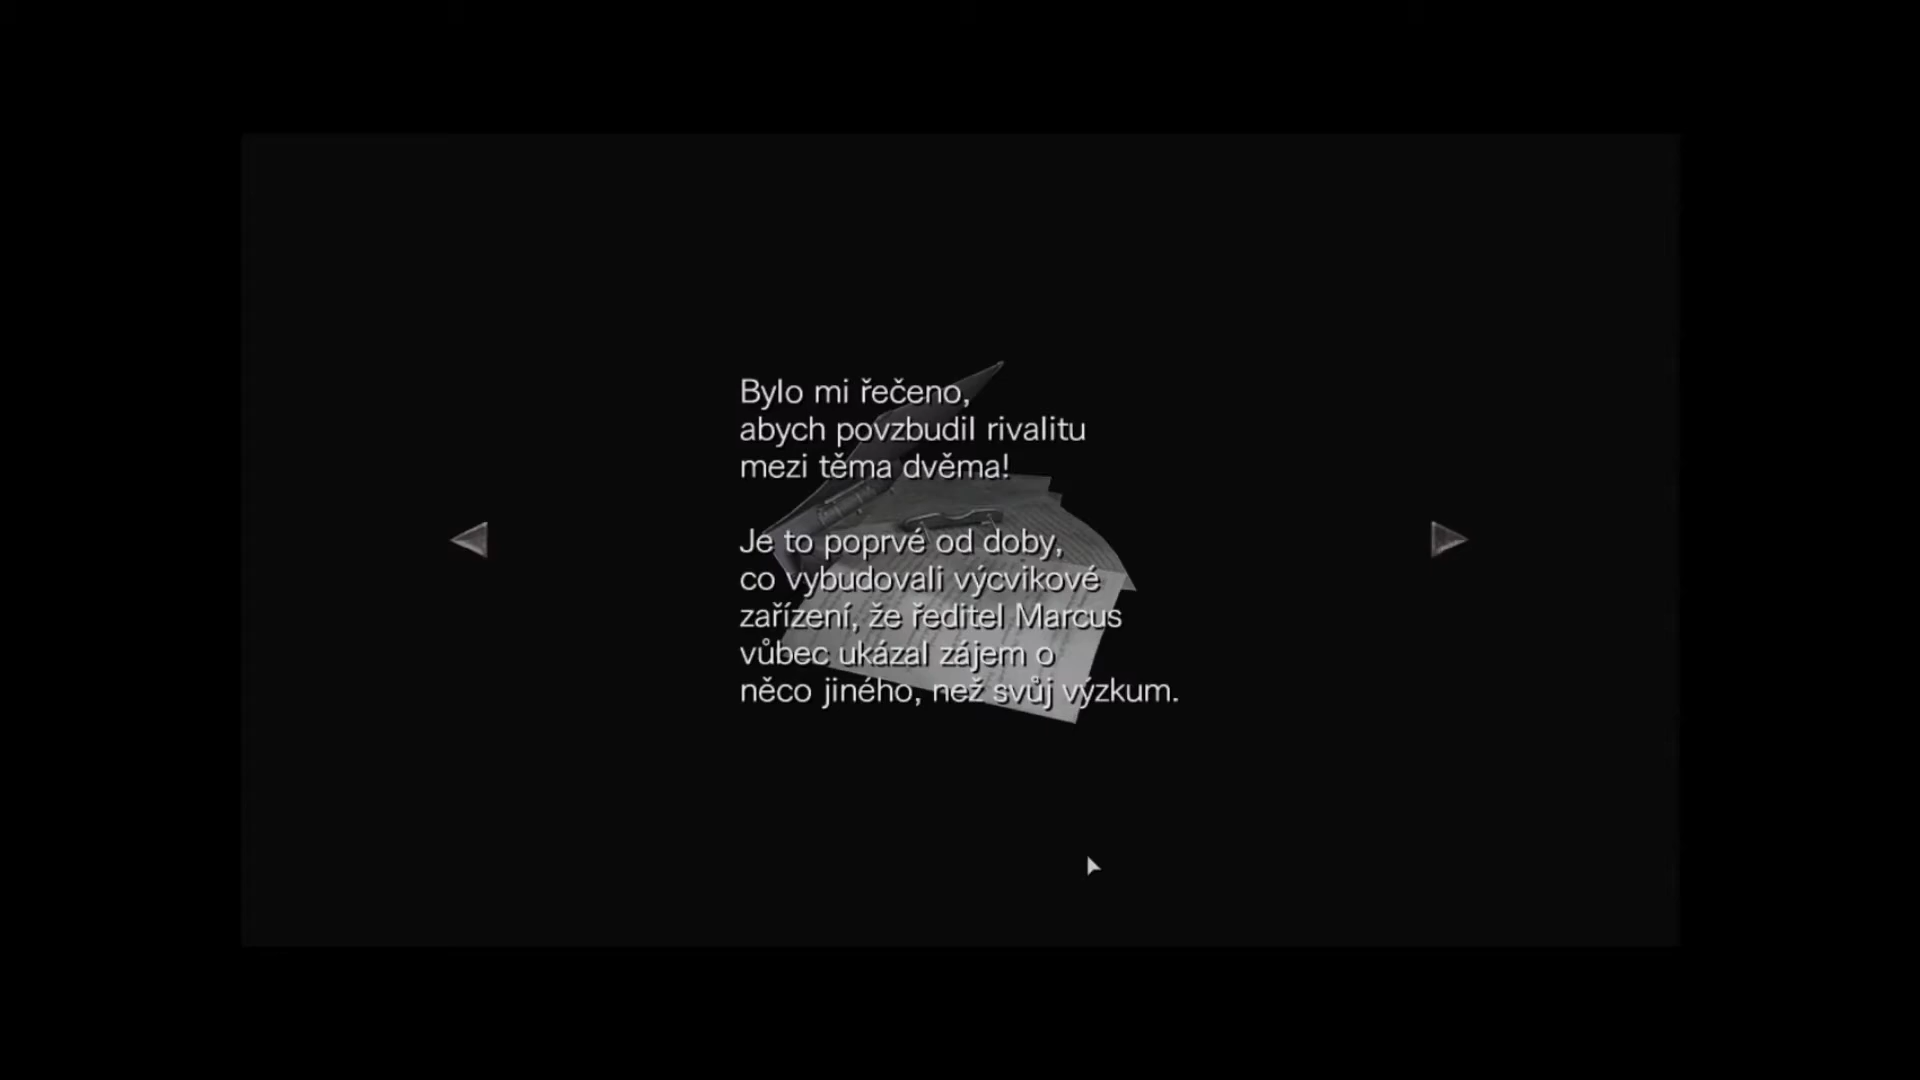 Bylo mi řečeno,
abych povzbudil rivalitu
mezi těma dvěma!
Je to poprvé od doby,
co vybudovali výcvikové
zařízení, že ředitel Marcus
vůbec ukázal zájem o
něco jiného, než svůj výzkum.